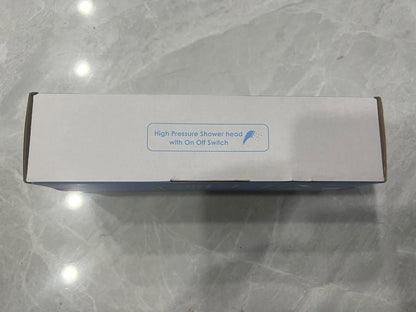 High Pressure Shower head
with On Off Switch